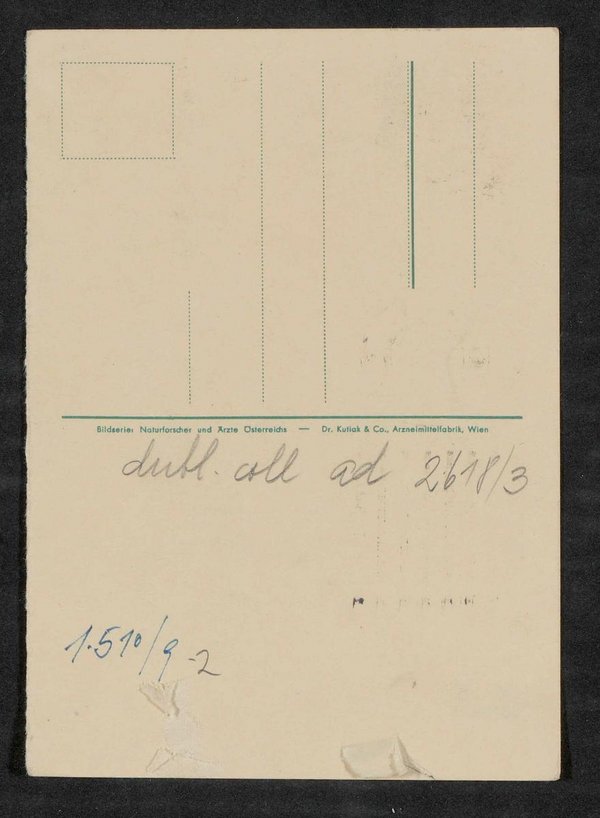 Bildserie: Naturforscher und Ärzte Österreichs — Dr. Kutiak & Co., Arzneimittelfabrik, Wien
dubl. coll ad 2618/3
1.510/9-2